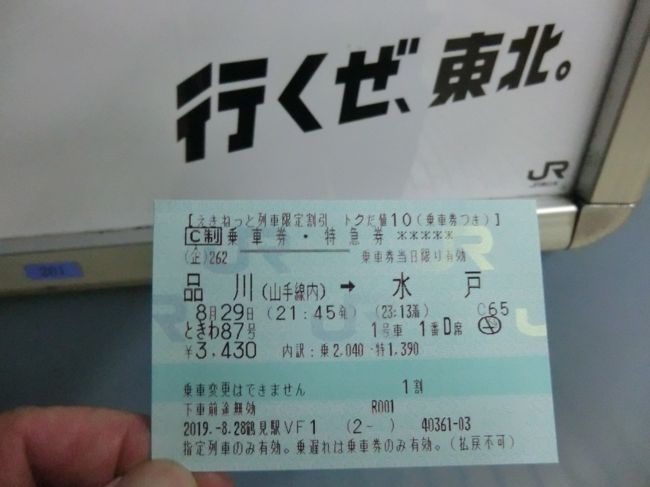 行くぜ、東北。
JR
[えきねっと列車限定割引 トクだ値10(乗車券つき)]
C制 乗車券・特急券 *****
(企)262 乗車券当日限り有効
品川(山手線内) → 水戸
8月29日 (21:45発) (23:13着) C65
ときわ87号 1号車 1番D席
¥3,430 内訳:乗2,040・特1,390
乗車変更はできません 1割
下車前途無効 R001
2019.-8.28鶴見駅VF1 (2- ) 40361-03
指定列車のみ有効。乗遅れは乗車券のみ有効。(払戻不可)
201